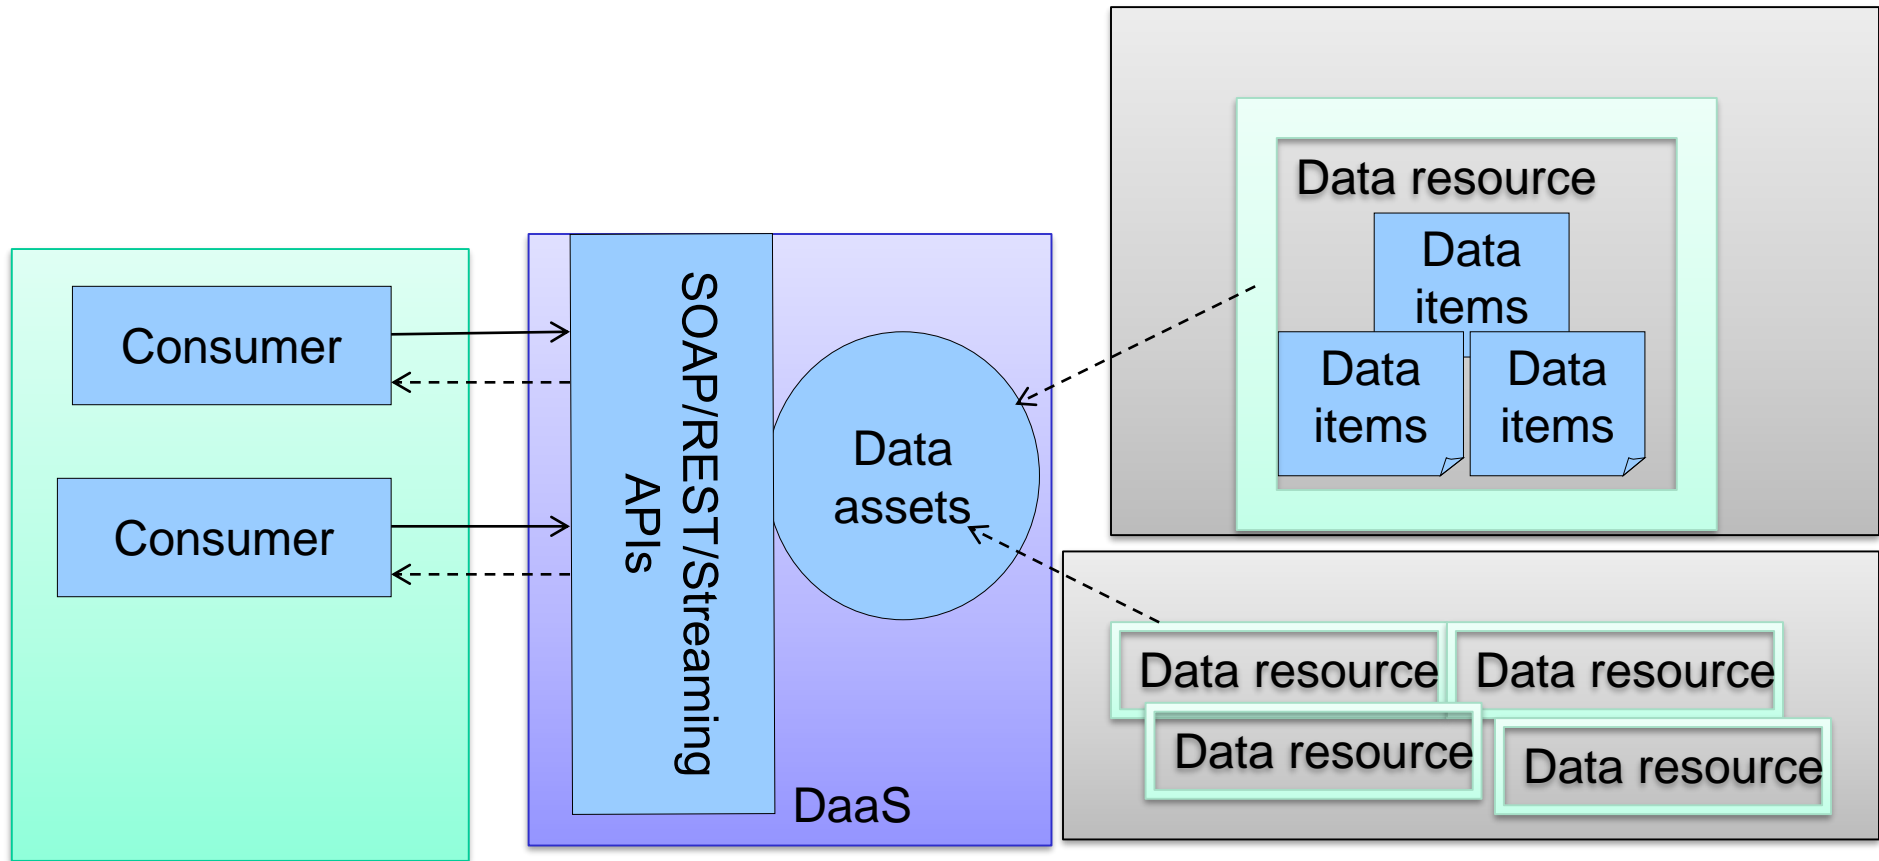 Consumer
Consumer
SOAP/REST/Streaming
APIs
Data
assets
DaaS
Data resource
Data
items
Data
items
Data
items
Data resource
Data resource
Data resource
Data resource